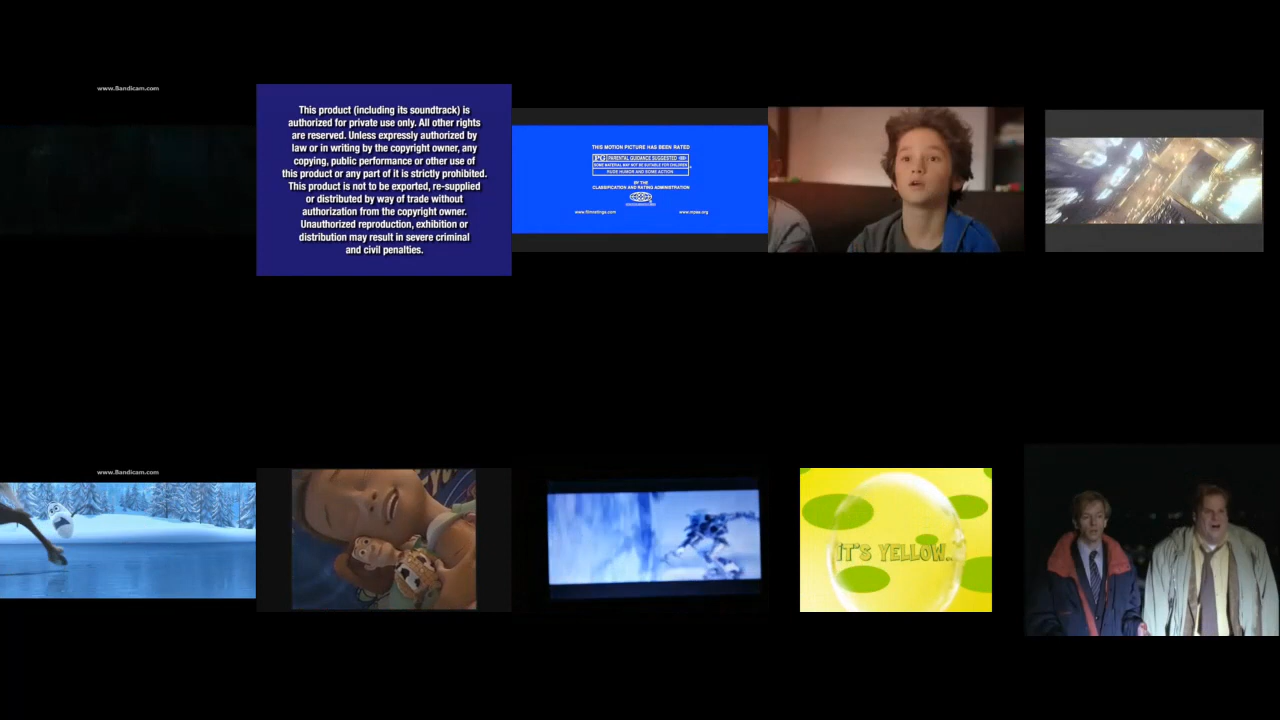 www.Bandicam.com
This product (including its soundtrack) is
authorized for private use only. All other rights
are reserved. Unless expressly authorized by
law or in writing by the copyright owner, any
copying, public performance or other use of
this product or any part of it is strictly prohibited.
This product is not to be exported, re-supplied
or distributed by way of trade without
authorization from the copyright owner.
Unauthorized reproduction, exhibition or
distribution may result in severe criminal
and civil penalties.
THIS MOTION PICTURE HAS BEEN RATED
PG PARENTAL GUIDANCE SUGGESTED
SOME MATERIAL MAY NOT BE SUITABLE FOR CHILDREN
RUDE HUMOR AND SOME ACTION
BY THE
CLASSIFICATION AND RATING ADMINISTRATION
www.filmratings.com www.mpaa.org
www.Bandicam.com
IT'S YELLOW.